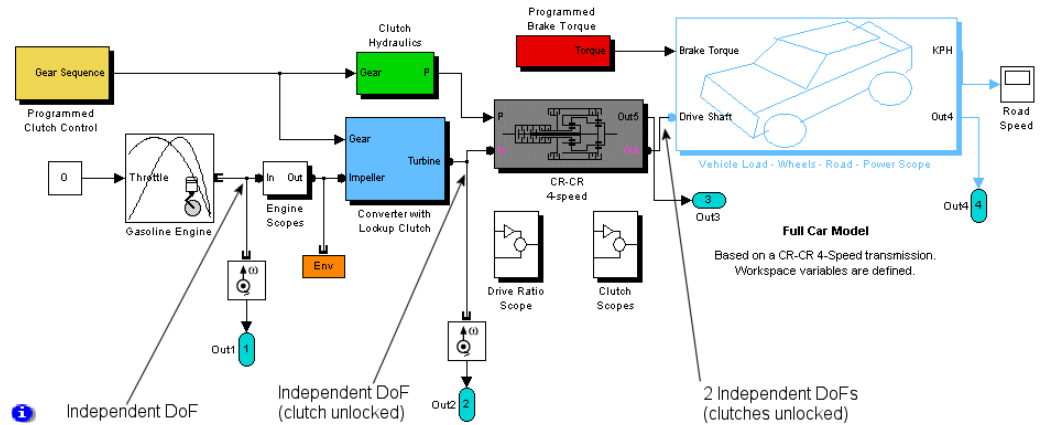 Programmed
Brake Torque
Clutch
Hydraulics
Torque
Brake Torque
KPH
Gear Sequence
Gear
P
Road
Speed
Programmed
Clutch Control
P
Out5
Drive Shaft
Out4
Gear
Turbine
Out
0
Throttle
In
Out
Impeller
Vehicle Load - Wheels - Road - Power Scope
CR-CR
4-speed
Engine
Scopes
Converter with
Lockup Clutch
Gasoline Engine
3
Out3
Out4
4
Full Car Model
Based on a CR-CR 4-Speed transmission.
Workspace variables are defined.
Env
Drive Ratio
Scope
Clutch
Scopes
Out1
1
Out2
2
i
Independent DoF
Independent DoF
(clutch unlocked)
2 Independent DoFs
(clutches unlocked)